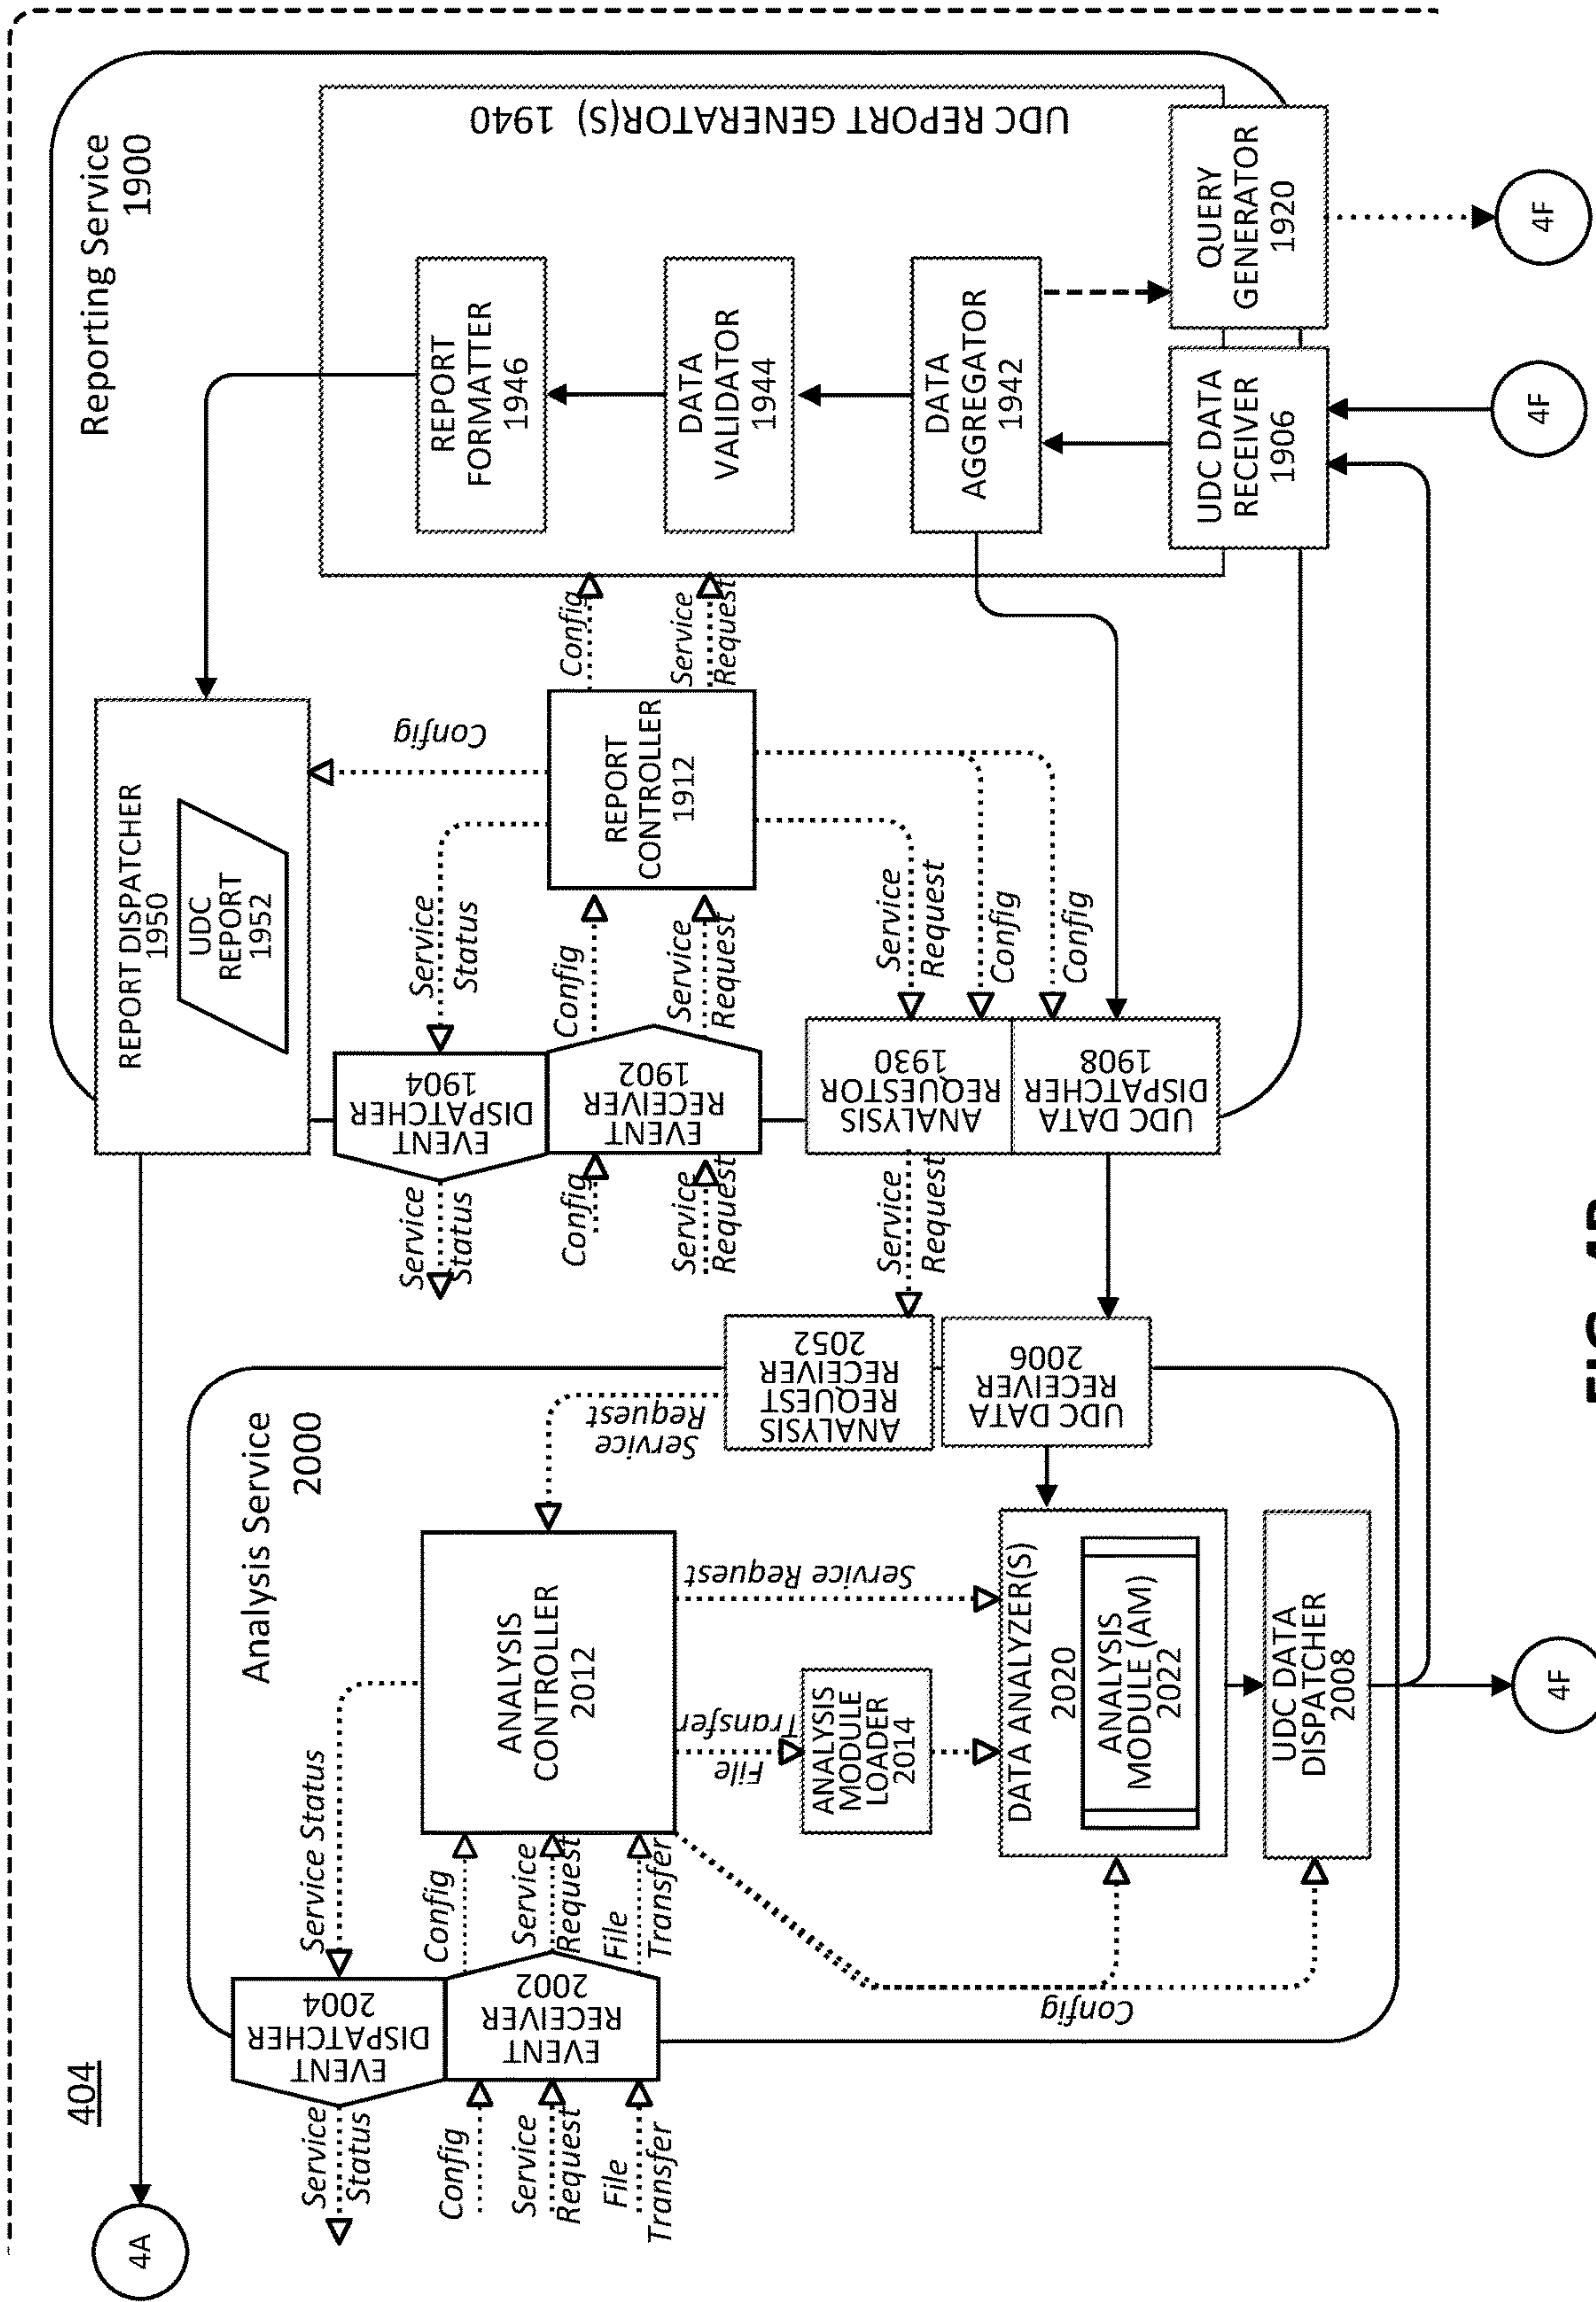 404
4A
Analysis Service
2000
Service
Status
EVENT
DISPATCHER
2004
Service Status
Config
Service
Request
File
Transfer
EVENT
RECEIVER
2002
Config
Service
Request
File
Transfer
ANALYSIS
CONTROLLER
2012
Service
Request
ANALYSIS
REQUEST
RECEIVER
2052
File
Transfer
Service Request
ANALYSIS
MODULE
LOADER
2014
Config
DATA ANALYZER(S)
2020
ANALYSIS
MODULE (AM)
2022
UDC DATA
RECEIVER
2006
UDC DATA
DISPATCHER
2008
4F
Reporting Service
1900
REPORT DISPATCHER
1950
UDC
REPORT
1952
Service
Status
EVENT
DISPATCHER
1904
Service
Status
Config
Config
Service
Request
EVENT
RECEIVER
1902
Config
Service
Request
REPORT
CONTROLLER
1912
Config
Service
Request
Service
Request
ANALYSIS
REQUESTOR
1930
Service
Request
Config
UDC DATA
DISPATCHER
1908
Config
UDC REPORT GENERATOR(S) 1940
REPORT
FORMATTER
1946
DATA
VALIDATOR
1944
DATA
AGGREGATOR
1942
UDC DATA
RECEIVER
1906
QUERY
GENERATOR
1920
4F
4F